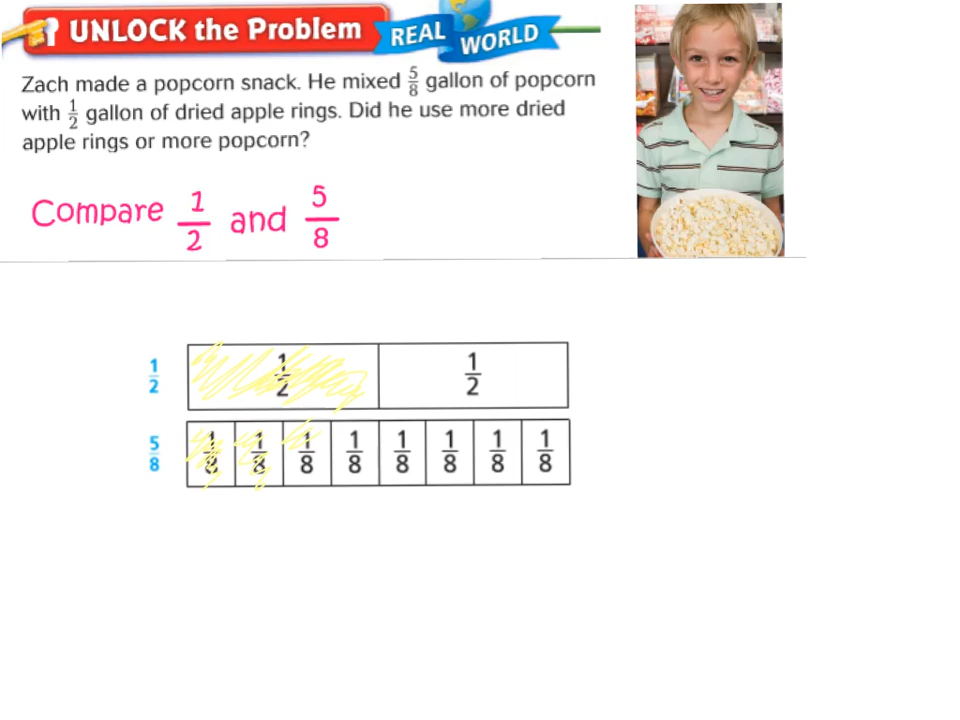 UNLOCK the Problem REAL WORLD
Zach made a popcorn snack. He mixed 5/8 gallon of popcorn
with 1/2 gallon of dried apple rings. Did he use more dried
apple rings or more popcorn?
Compare 1/2 and 5/8
1/2 1/2 1/2
5/8 1/8 1/8 1/8 1/8 1/8 1/8 1/8 1/8